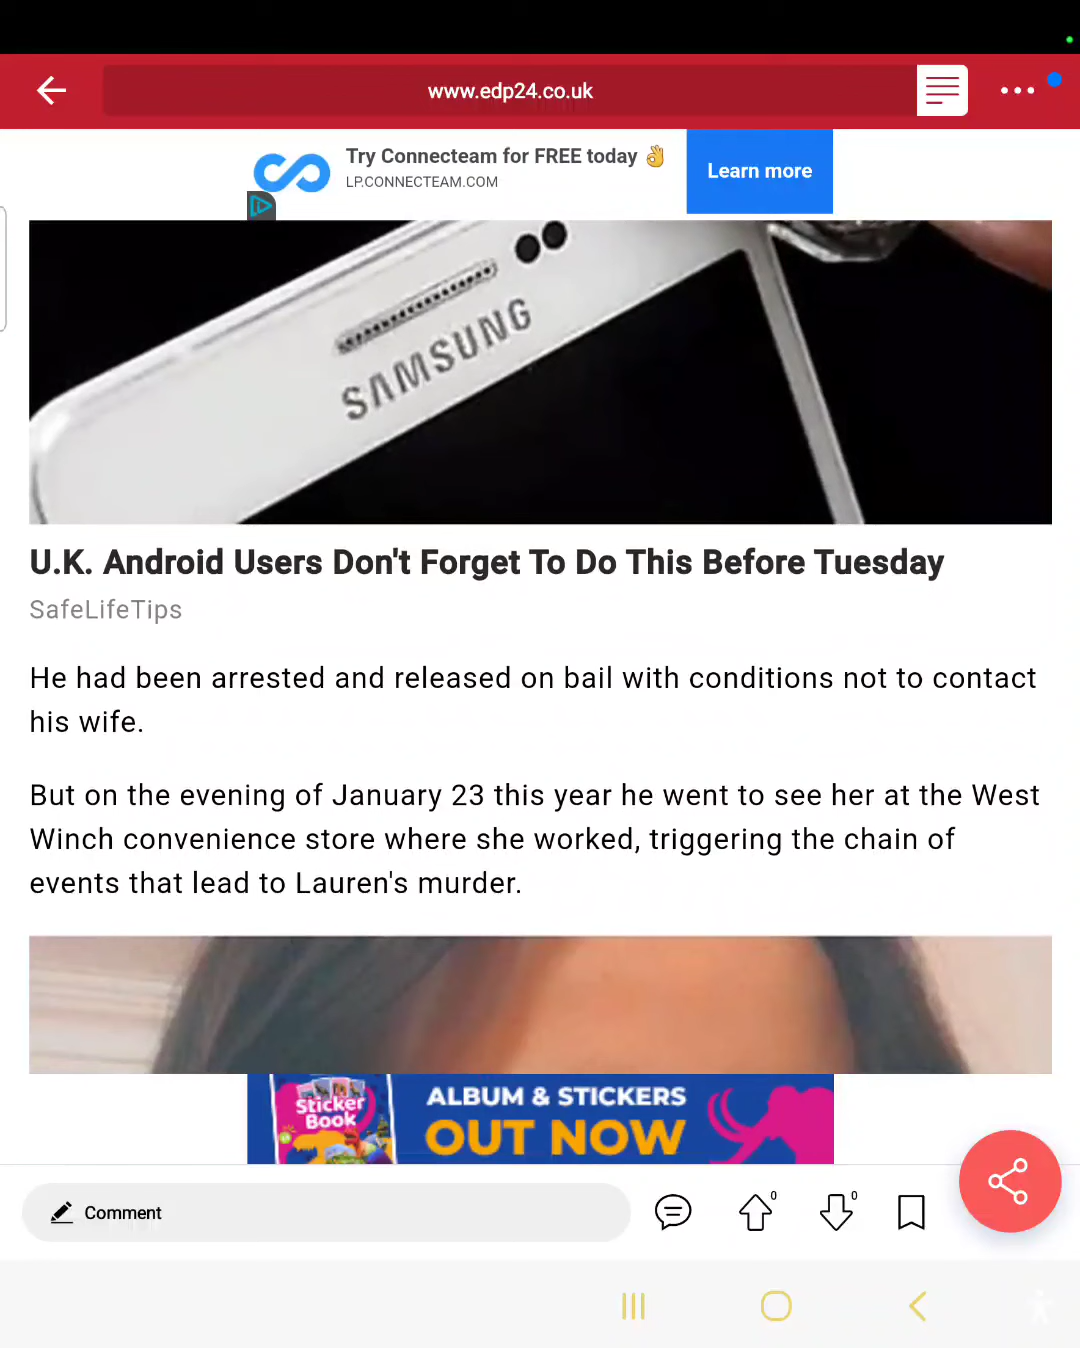 www.edp24.co.uk
Try Connecteam for FREE today 👌
LP.CONNECTEAM.COM
Learn more
SAMSUNG
U.K. Android Users Don't Forget To Do This Before Tuesday
SafeLifeTips
He had been arrested and released on bail with conditions not to contact
his wife.
But on the evening of January 23 this year he went to see her at the West
Winch convenience store where she worked, triggering the chain of
events that lead to Lauren's murder.
Sticker
Book
ALBUM & STICKERS
OUT NOW
Comment
0
0